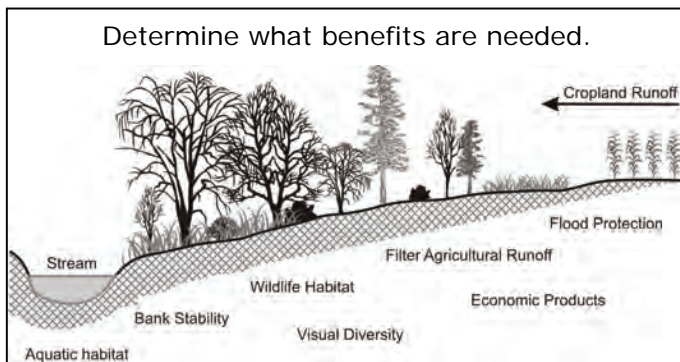 Determine what benefits are needed.
Cropland Runoff
Flood Protection
Stream
Filter Agricultural Runoff
Wildlife Habitat
Economic Products
Bank Stability
Visual Diversity
Aquatic habitat